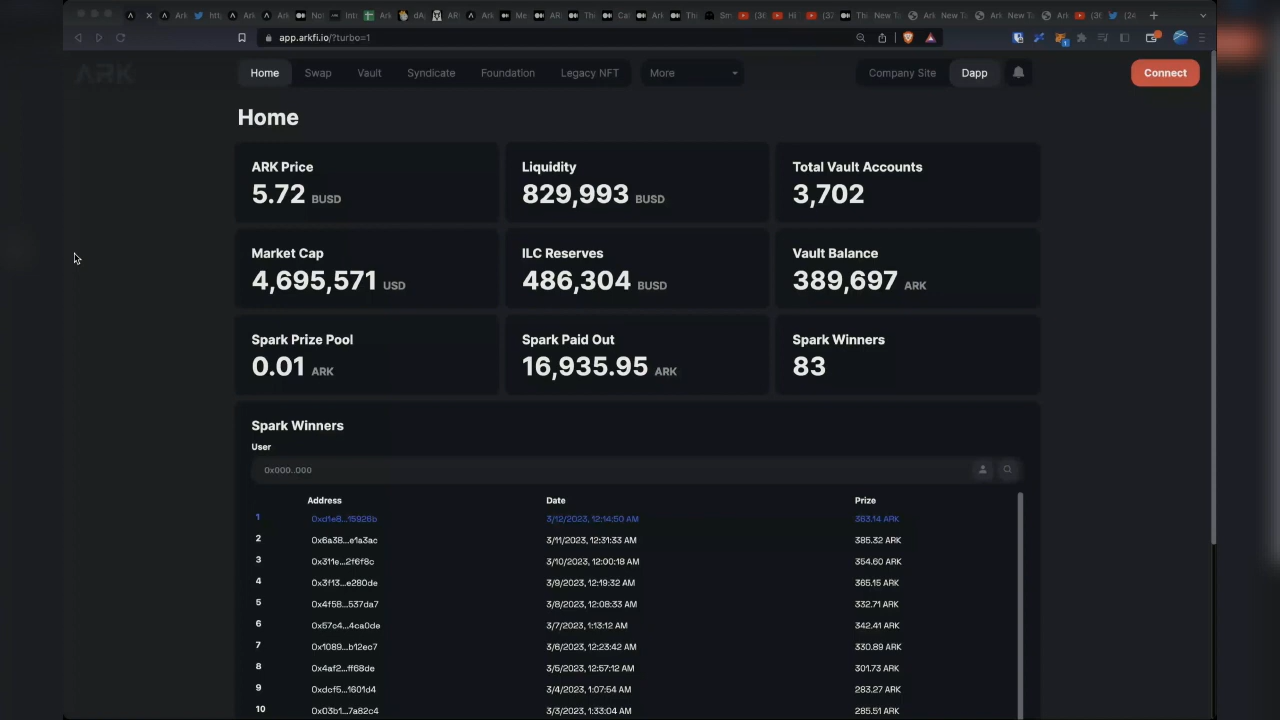 app.arkfi.io/?turbo=1
ARK
Home
Swap
Vault
Syndicate
Foundation
Legacy NFT
More
Company Site
Dapp
Connect
Home
ARK Price
5.72 BUSD
Liquidity
829,993 BUSD
Total Vault Accounts
3,702
Market Cap
4,695,571 USD
ILC Reserves
486,304 BUSD
Vault Balance
389,697 ARK
Spark Prize Pool
0.01 ARK
Spark Paid Out
16,935.95 ARK
Spark Winners
83
Spark Winners
User
0x000..000
Address Date Prize
1 0xd1e8...15926b 3/12/2023, 12:14:50 AM 363.14 ARK
2 0x6a38...e1a3ac 3/11/2023, 12:31:33 AM 385.32 ARK
3 0x311e...2f6f8c 3/10/2023, 12:00:18 AM 354.60 ARK
4 0x3f13...e280de 3/9/2023, 12:19:32 AM 365.15 ARK
5 0x4f58...537da7 3/8/2023, 12:08:33 AM 332.71 ARK
6 0x57c4...4ca0de 3/7/2023, 1:13:12 AM 342.41 ARK
7 0x1089...b12ec7 3/6/2023, 12:23:42 AM 330.89 ARK
8 0x4af2...ff68de 3/5/2023, 12:57:12 AM 301.73 ARK
9 0xdcf5...1601d4 3/4/2023, 1:07:54 AM 283.27 ARK
10 0x03b1...7a82c4 3/3/2023, 1:33:04 AM 285.51 ARK